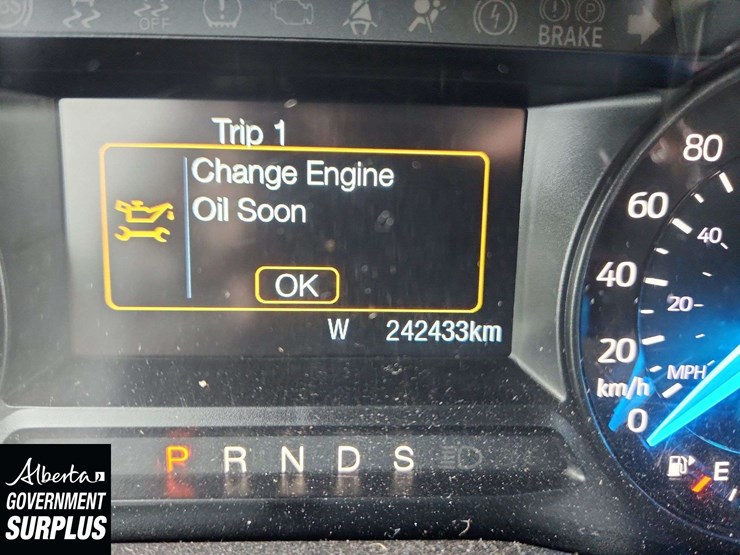 OFF
BRAKE
Trip 1
Change Engine
Oil Soon
OK
W 242433km
80
60
40
40
20
20
MPH
km/h
0
P R N D S D
E
Alberta
GOVERNMENT
SURPLUS